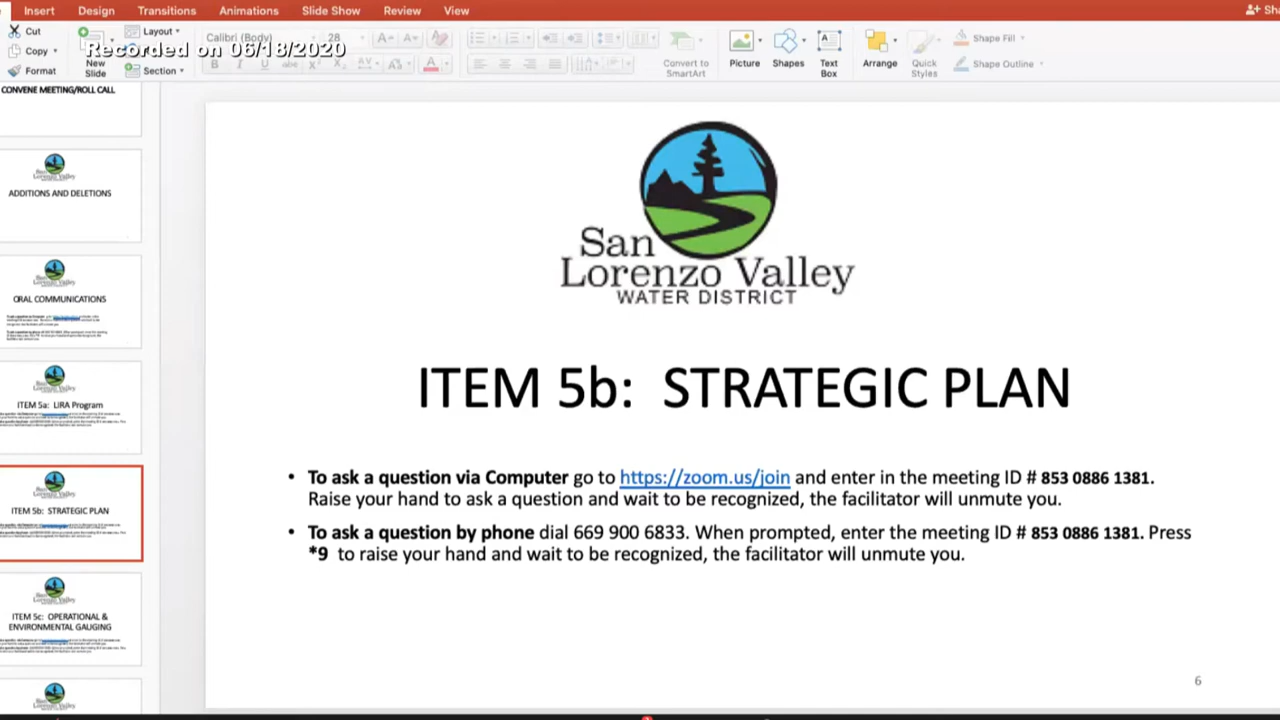 Insert Design Transitions Animations Slide Show Review View
Cut
Copy
Format
New
Slide
Layout
Section
Calibri (Body) 28
Recorded on 06/18/2020
Convert to
SmartArt
Picture
Shapes
Text
Box
Arrange
Quick
Styles
Shape Fill
Shape Outline
CONVENE MEETING/ROLL CALL
ADDITIONS AND DELETIONS
ORAL COMMUNICATIONS
ITEM 5a: LIRA Program
ITEM 5b: STRATEGIC PLAN
ITEM 5c: OPERATIONAL &
ENVIRONMENTAL GAUGING
San
Lorenzo Valley
WATER DISTRICT
ITEM 5b: STRATEGIC PLAN
• To ask a question via Computer go to https://zoom.us/join and enter in the meeting ID # 853 0886 1381.
Raise your hand to ask a question and wait to be recognized, the facilitator will unmute you.
• To ask a question by phone dial 669 900 6833. When prompted, enter the meeting ID # 853 0886 1381. Press
*9 to raise your hand and wait to be recognized, the facilitator will unmute you.
6